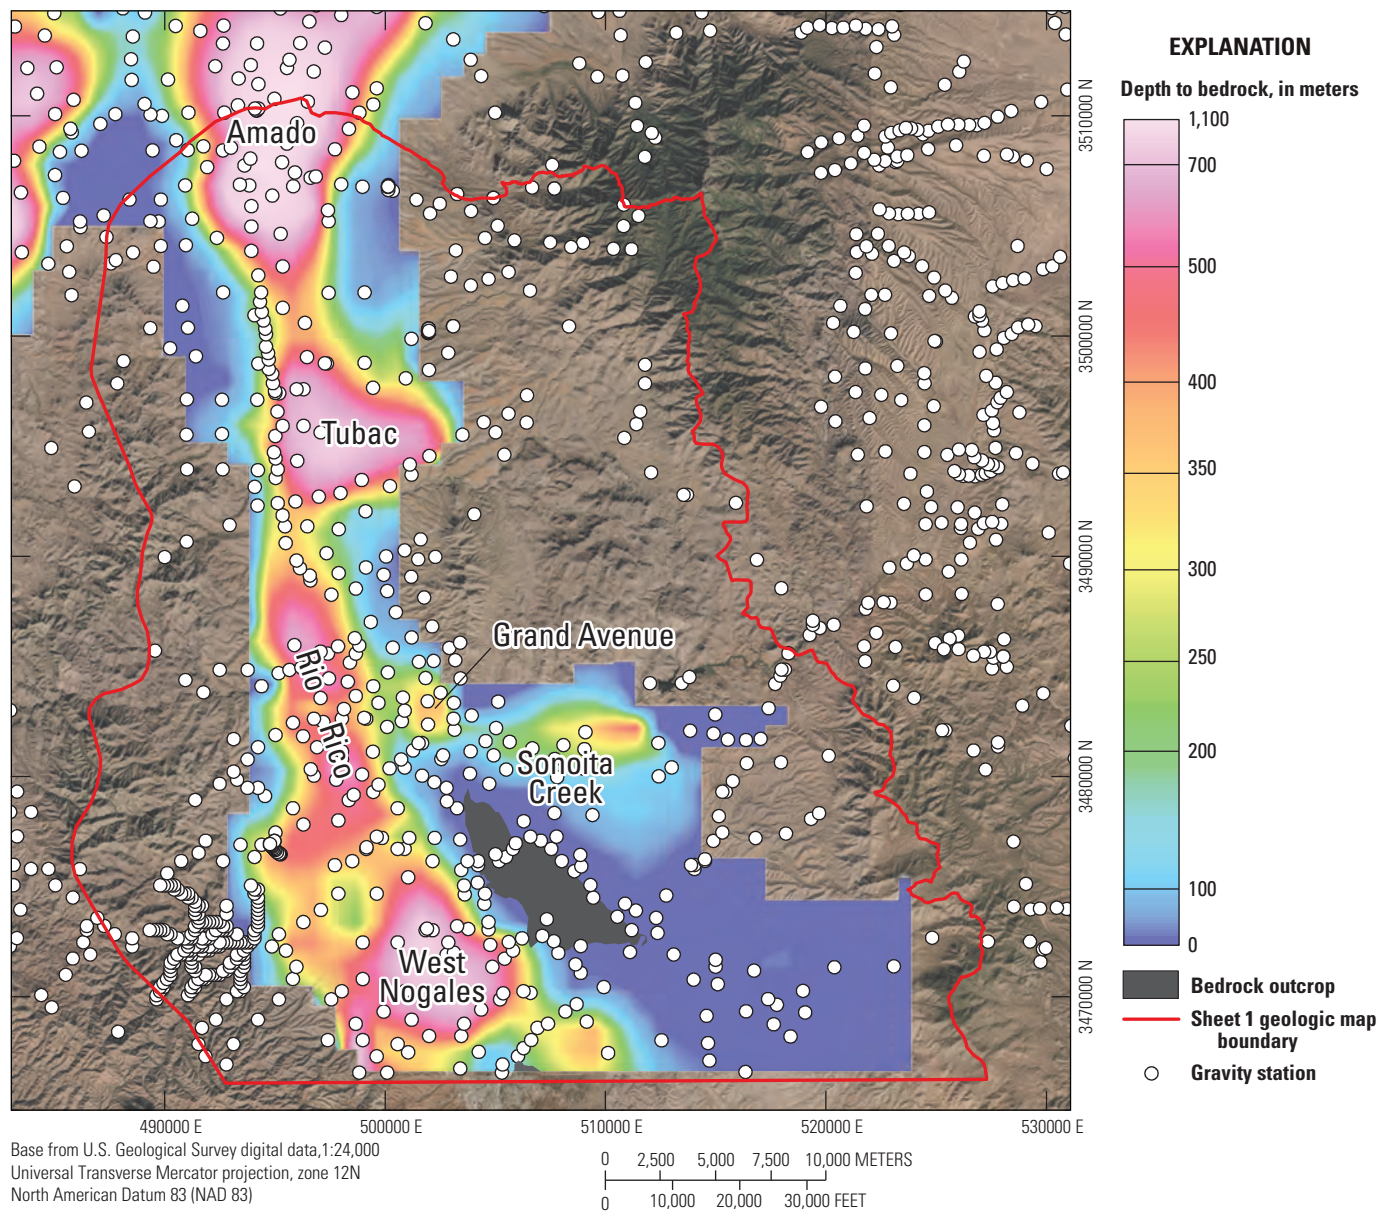 Amado
Tubac
Rio
Rico
Grand Avenue
Sonoita
Creek
West
Nogales
3510000 N
3500000 N
3490000 N
3480000 N
3470000 N
490000 E
500000 E
510000 E
520000 E
530000 E
EXPLANATION
Depth to bedrock, in meters
1,100
700
500
400
350
300
250
200
100
0
Bedrock outcrop
Sheet 1 geologic map
boundary
Gravity station
Base from U.S. Geological Survey digital data,1:24,000
Universal Transverse Mercator projection, zone 12N
North American Datum 83 (NAD 83)
0 2,500 5,000 7,500 10,000 METERS
0 10,000 20,000 30,000 FEET